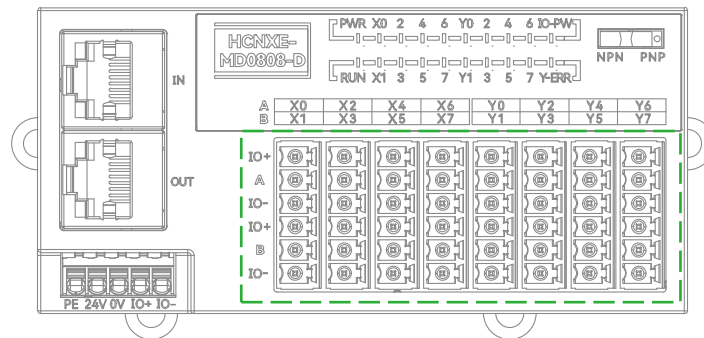 PWR X0 2 4 6 Y0 2 4 6 IO-PW
HCNXE-
MD0808-D
RUN X1 3 5 7 Y1 3 5 7 Y-ERR
NPN PNP
IN
A X0 X2 X4 X6 Y0 Y2 Y4 Y6
B X1 X3 X5 X7 Y1 Y3 Y5 Y7
IO+
A
OUT
IO-
IO+
B
IO-
PE 24V 0V IO+ IO-